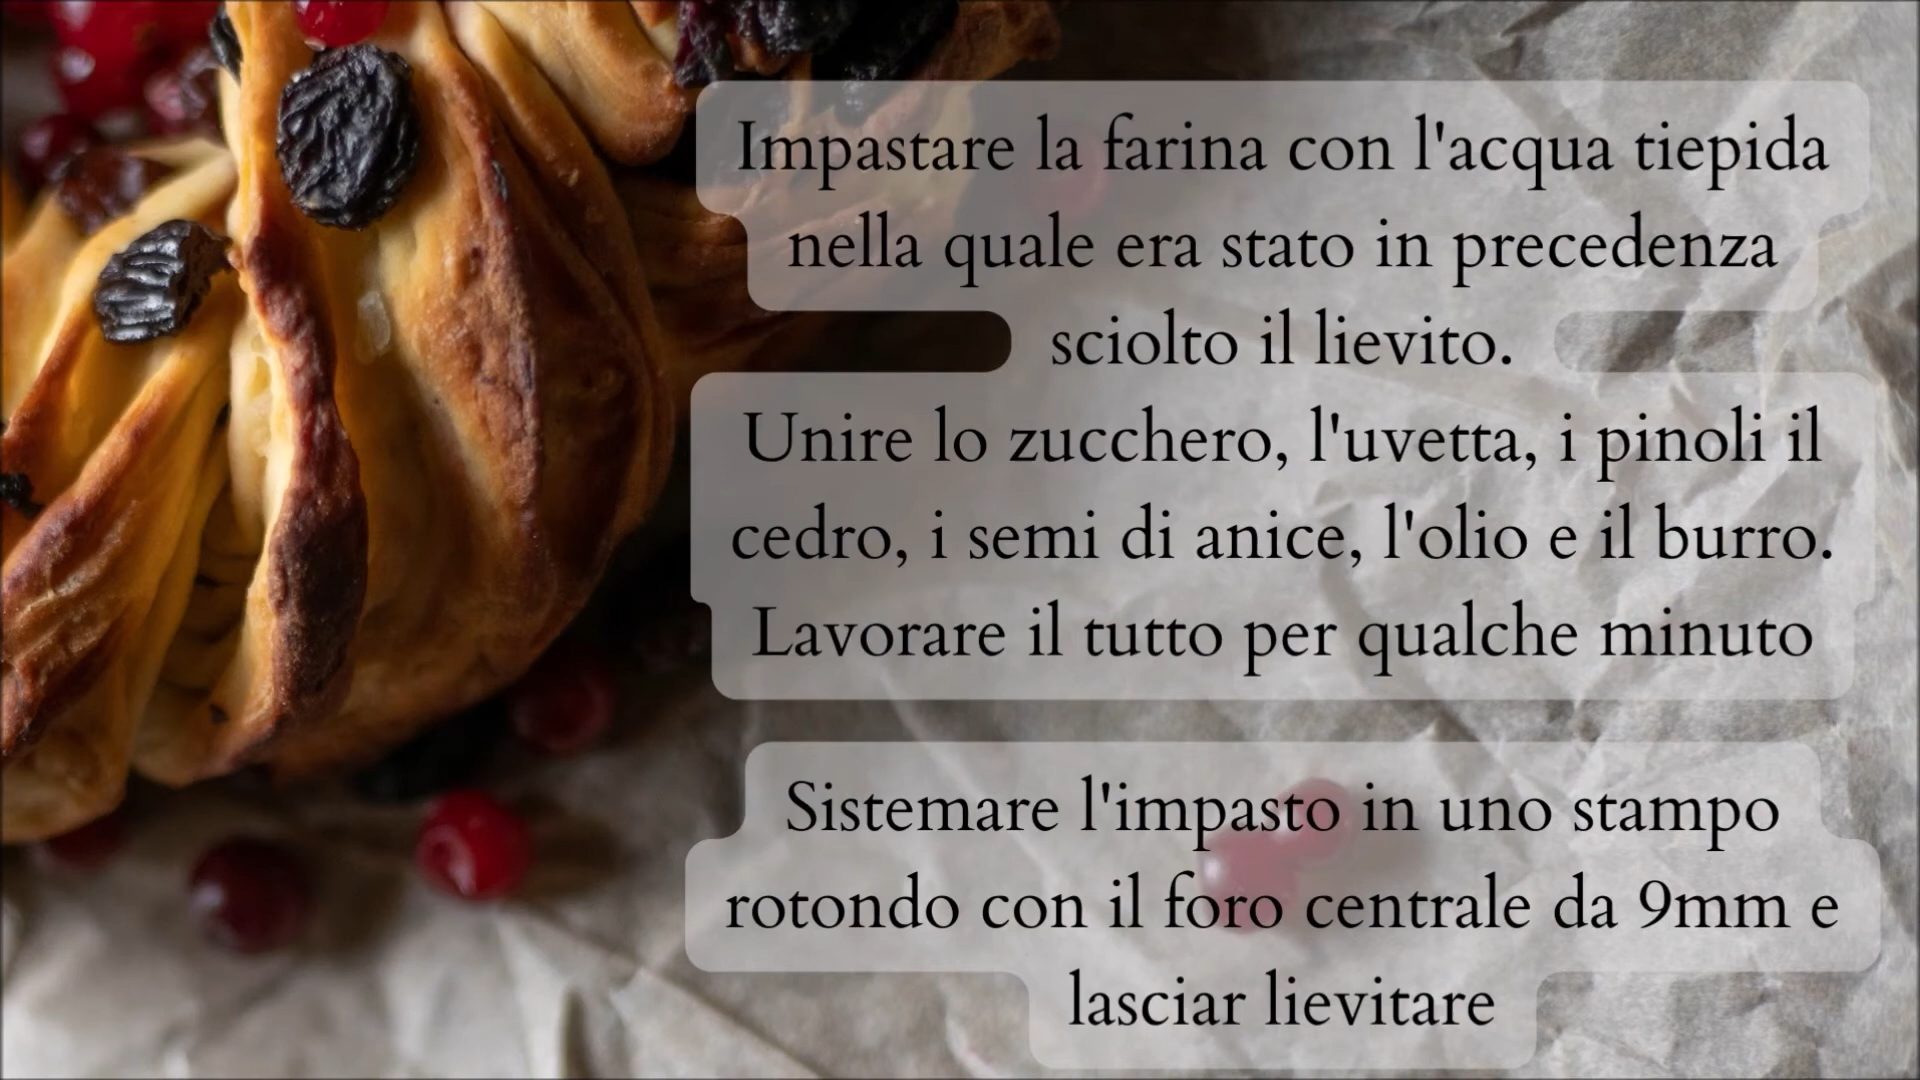 Impastare la farina con l'acqua tiepida
nella quale era stato in precedenza
sciolto il lievito.
Unire lo zucchero, l'uvetta, i pinoli il
cedro, i semi di anice, l'olio e il burro.
Lavorare il tutto per qualche minuto
Sistemare l'impasto in uno stampo
rotondo con il foro centrale da 9mm e
lasciar lievitare